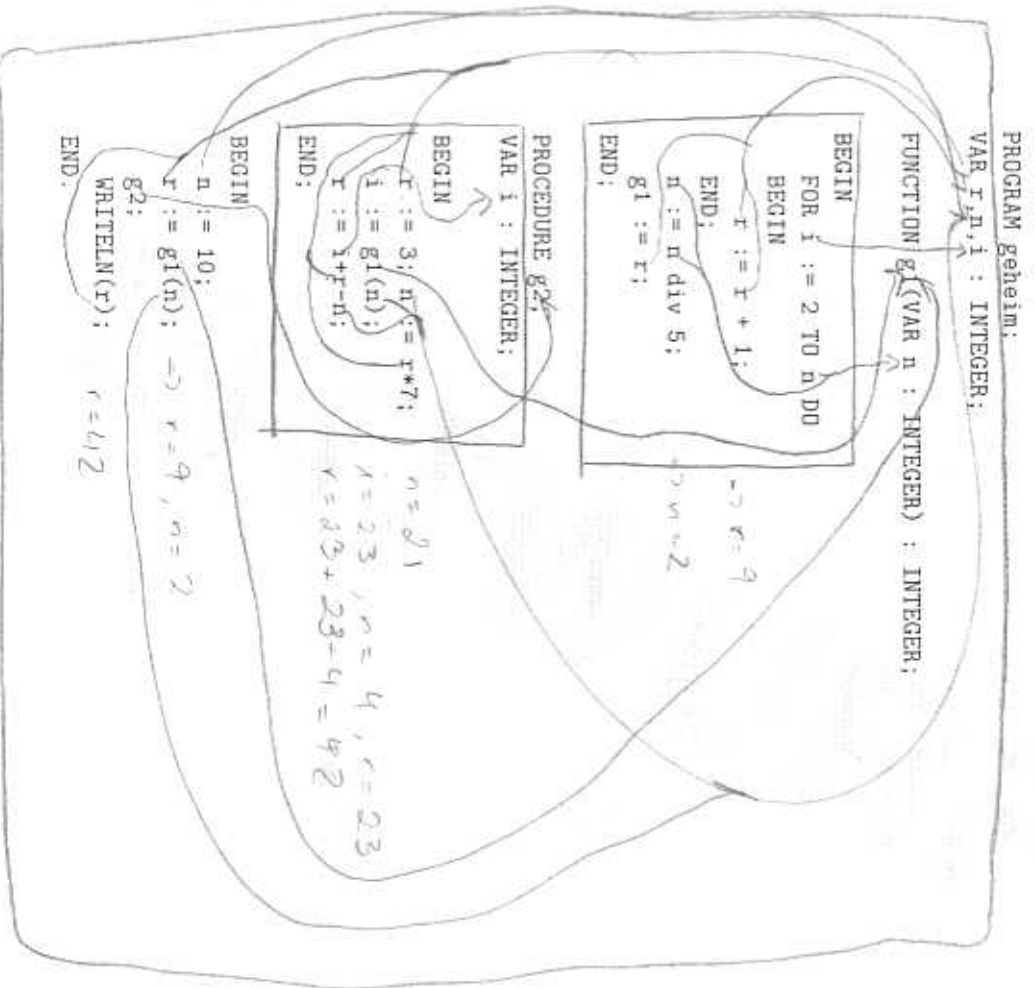 PROGRAM geheim;
VAR r,n,i : INTEGER;
FUNCTION g1(VAR n : INTEGER) : INTEGER;
BEGIN
FOR i := 2 TO n DO
BEGIN
r := r + 1; -> r = 9
END;
n := n div 5; -> n = 2
g1 := r;
END;
PROCEDURE g2;
VAR i : INTEGER;
BEGIN
r := 3; n := r*7; n = 21
i := g1(n); i = 23, n = 4, r = 23
r := i+r-n; r = 23 + 23 - 4 = 42
END;
BEGIN
n := 10;
r := g1(n); -> r = 9, n = 2
g2;
WRITELN(r); r = 42
END.